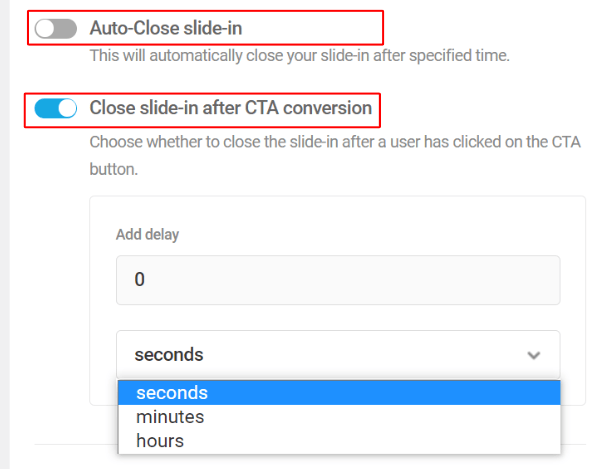 Auto-Close slide-in
This will automatically close your slide-in after specified time.
Close slide-in after CTA conversion
Choose whether to close the slide-in after a user has clicked on the CTA
button.
Add delay
0
seconds
seconds
minutes
hours